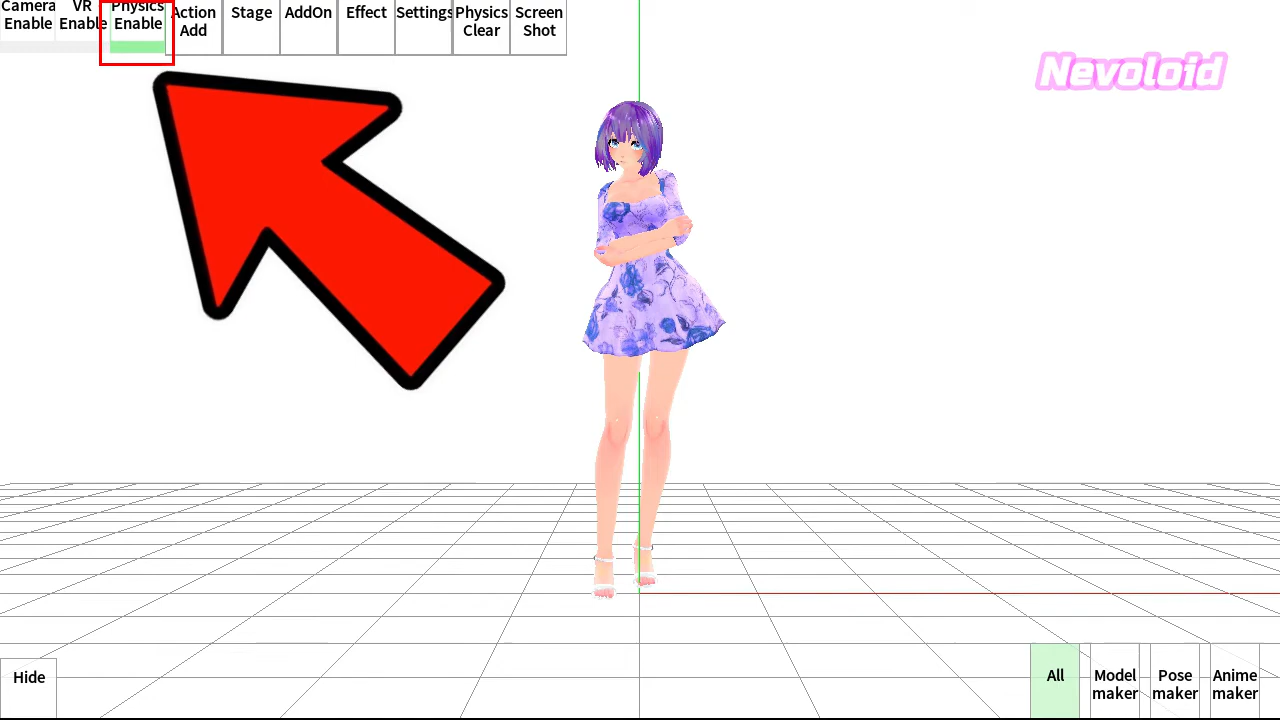 Camera
Enable
VR
Enable
Physics
Enable
Action
Add
Stage
AddOn
Effect
Settings
Physics
Clear
Screen
Shot
Nevoloid
Hide
All
Model
maker
Pose
maker
Anime
maker